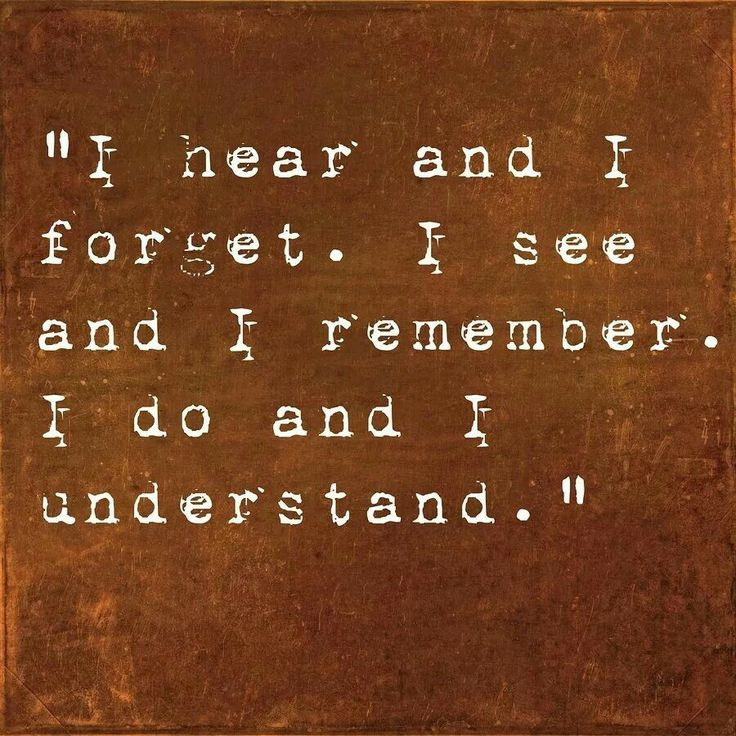 "I hear and I
forget. I see
and I remember.
I do and I
understand."